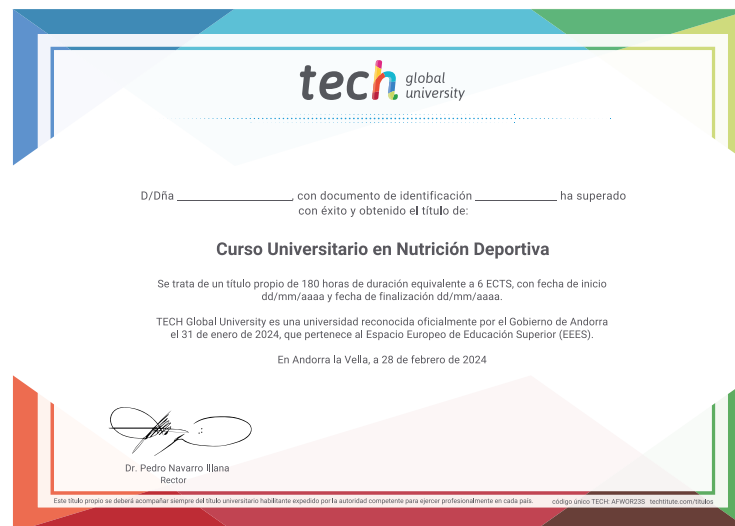 tech global university
D/Dña ____________________, con documento de identificación ______________ ha superado
con éxito y obtenido el título de:
Curso Universitario en Nutrición Deportiva
Se trata de un título propio de 180 horas de duración equivalente a 6 ECTS, con fecha de inicio
dd/mm/aaaa y fecha de finalización dd/mm/aaaa.
TECH Global University es una universidad reconocida oficialmente por el Gobierno de Andorra
el 31 de enero de 2024, que pertenece al Espacio Europeo de Educación Superior (EEES).
En Andorra la Vella, a 28 de febrero de 2024
Dr. Pedro Navarro Illana
Rector
Este título propio se deberá acompañar siempre del título universitario habilitante expedido por la autoridad competente para ejercer profesionalmente en cada país. código único TECH: AFWOR23S techtitute.com/titulos